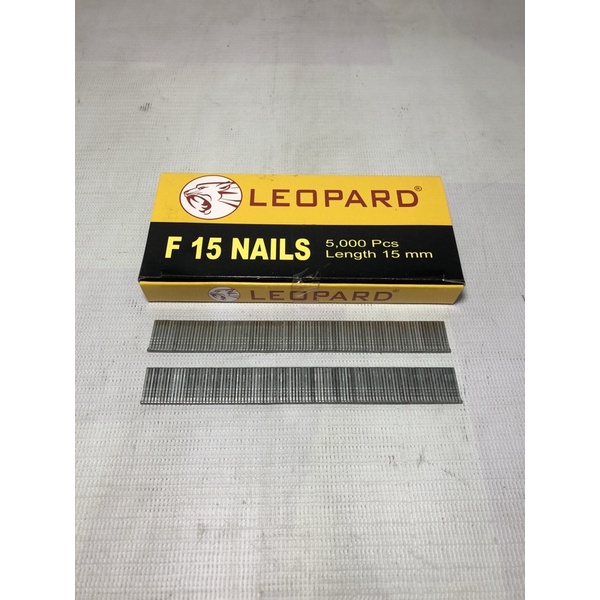 LEOPARD®
F 15 NAILS
5,000 Pcs
Length 15 mm
LEOPARD®